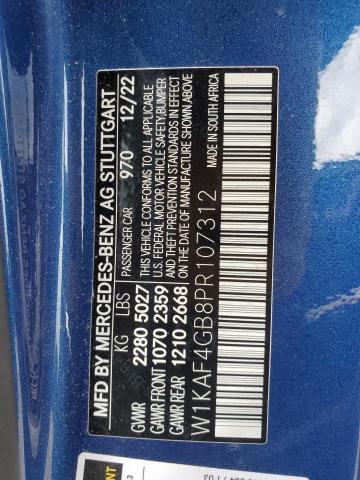 MFD BY MERCEDES-BENZ AG STUTTGART
KG LBS PASSENGER CAR 970 12/22
GVWR 2280 5027 THIS VEHICLE CONFORMS TO ALL APPLICABLE
GAWR FRONT 1070 2359 U.S. FEDERAL MOTOR VEHICLE SAFETY, BUMPER
GAWR REAR 1210 2668 AND THEFT PREVENTION STANDARDS IN EFFECT
ON THE DATE OF MANUFACTURE SHOWN ABOVE.
W1KAF4GB8PR107312 MADE IN SOUTH AFRICA